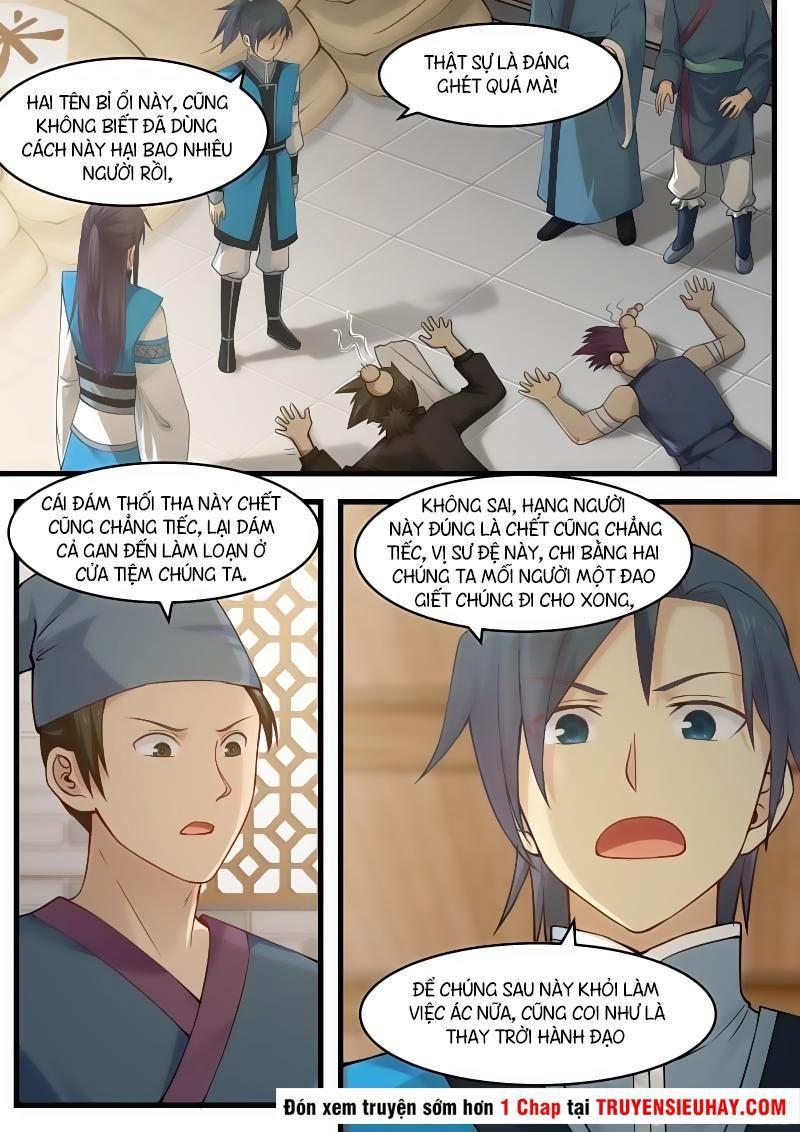 HAI TÊN BỈ ỔI NÀY, CŨNG
KHÔNG BIẾT ĐÃ DÙNG
CÁCH NÀY HẠI BAO NHIÊU
NGƯỜI RỒI,
THẬT SỰ LÀ ĐÁNG
GHÉT QUÁ MÀ!
CÁI ĐÁM THỐI THA NÀY CHẾT
CŨNG CHẲNG TIẾC, LẠI DÁM
CẢ GAN ĐẾN LÀM LOẠN Ở
CỬA TIỆM CHÚNG TA.
KHÔNG SAI, HẠNG NGƯỜI
NÀY ĐÚNG LÀ CHẾT CŨNG CHẲNG
TIẾC, VỊ SƯ ĐỆ NÀY, CHI BẰNG HAI
CHÚNG TA MỖI NGƯỜI MỘT ĐAO
GIẾT CHÚNG ĐI CHO XONG,
ĐỂ CHÚNG SAU NÀY KHỎI LÀM
VIỆC ÁC NỮA, CŨNG COI NHƯ LÀ
THAY TRỜI HÀNH ĐẠO
Đón xem truyện sớm hơn 1 Chap tại TRUYENSIEUHAY.COM